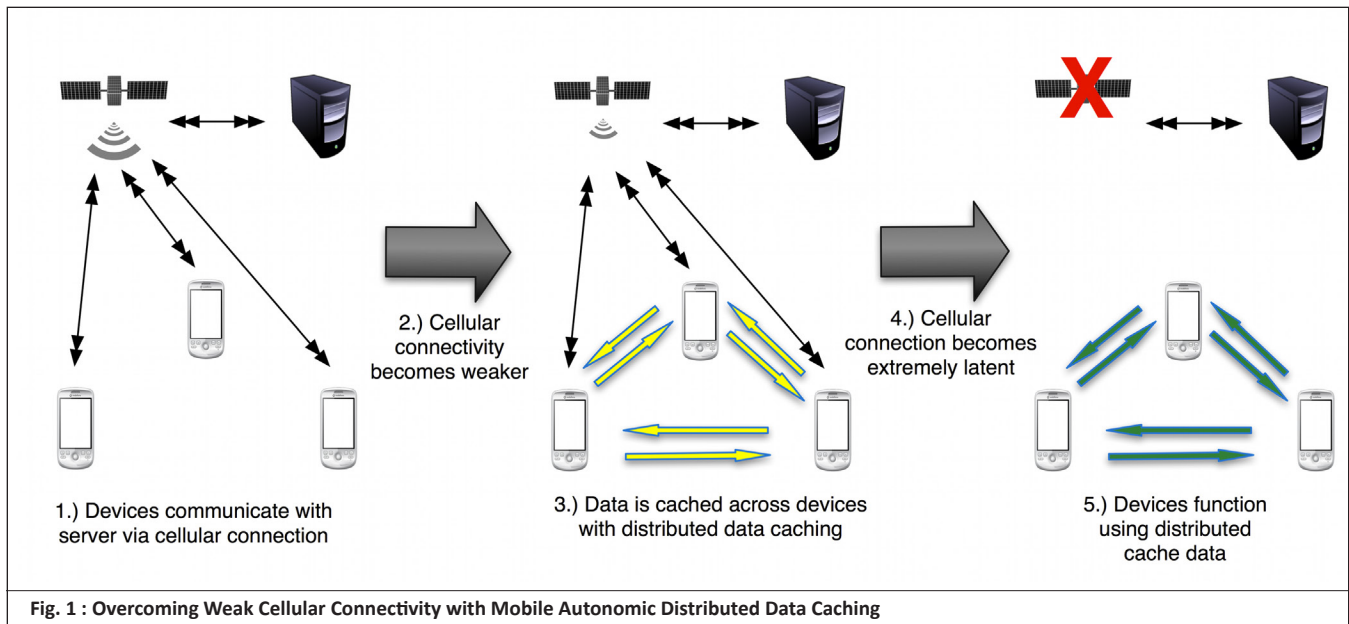 1.) Devices communicate with
server via cellular connection
2.) Cellular
connectivity
becomes weaker
3.) Data is cached across devices
with distributed data caching
4.) Cellular
connection becomes
extremely latent
5.) Devices function
using distributed
cache data
Fig. 1 : Overcoming Weak Cellular Connectivity with Mobile Autonomic Distributed Data Caching